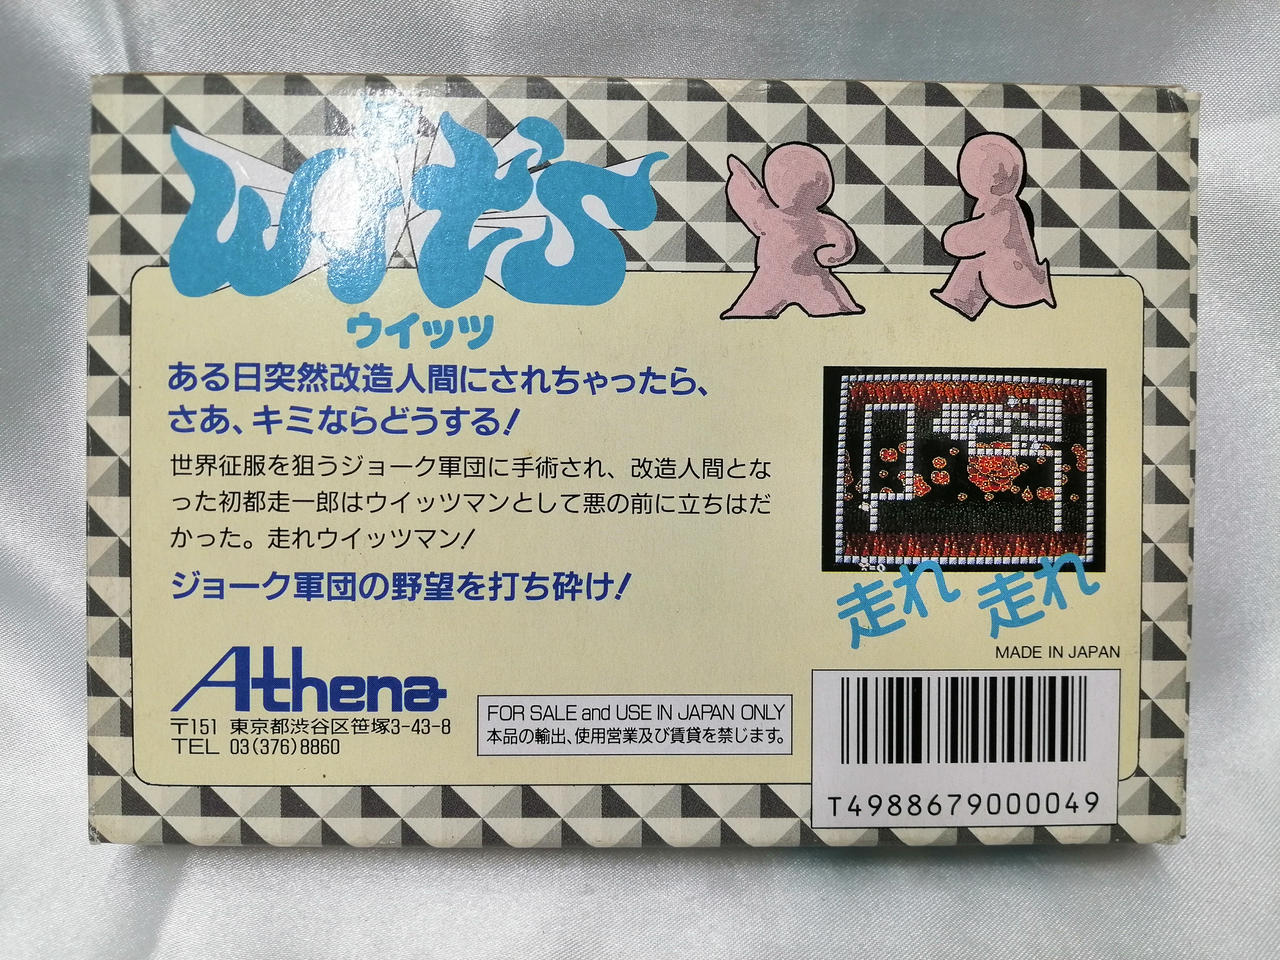 wits
ウイッツ
ある日突然改造人間にされちゃったら、
さあ、キミならどうする!
世界征服を狙うジョーク軍団に手術され、改造人間とな
った初都走一郎はウイッツマンとして悪の前に立ちはだ
かった。走れウイッツマン!
ジョーク軍団の野望を打ち砕け!
走れ 走れ
MADE IN JAPAN
Athena
〒151 東京都渋谷区笹塚3-43-8
TEL 03(376)8860
FOR SALE and USE IN JAPAN ONLY
本品の輸出、使用営業及び賃貸を禁じます。
T4988679000049